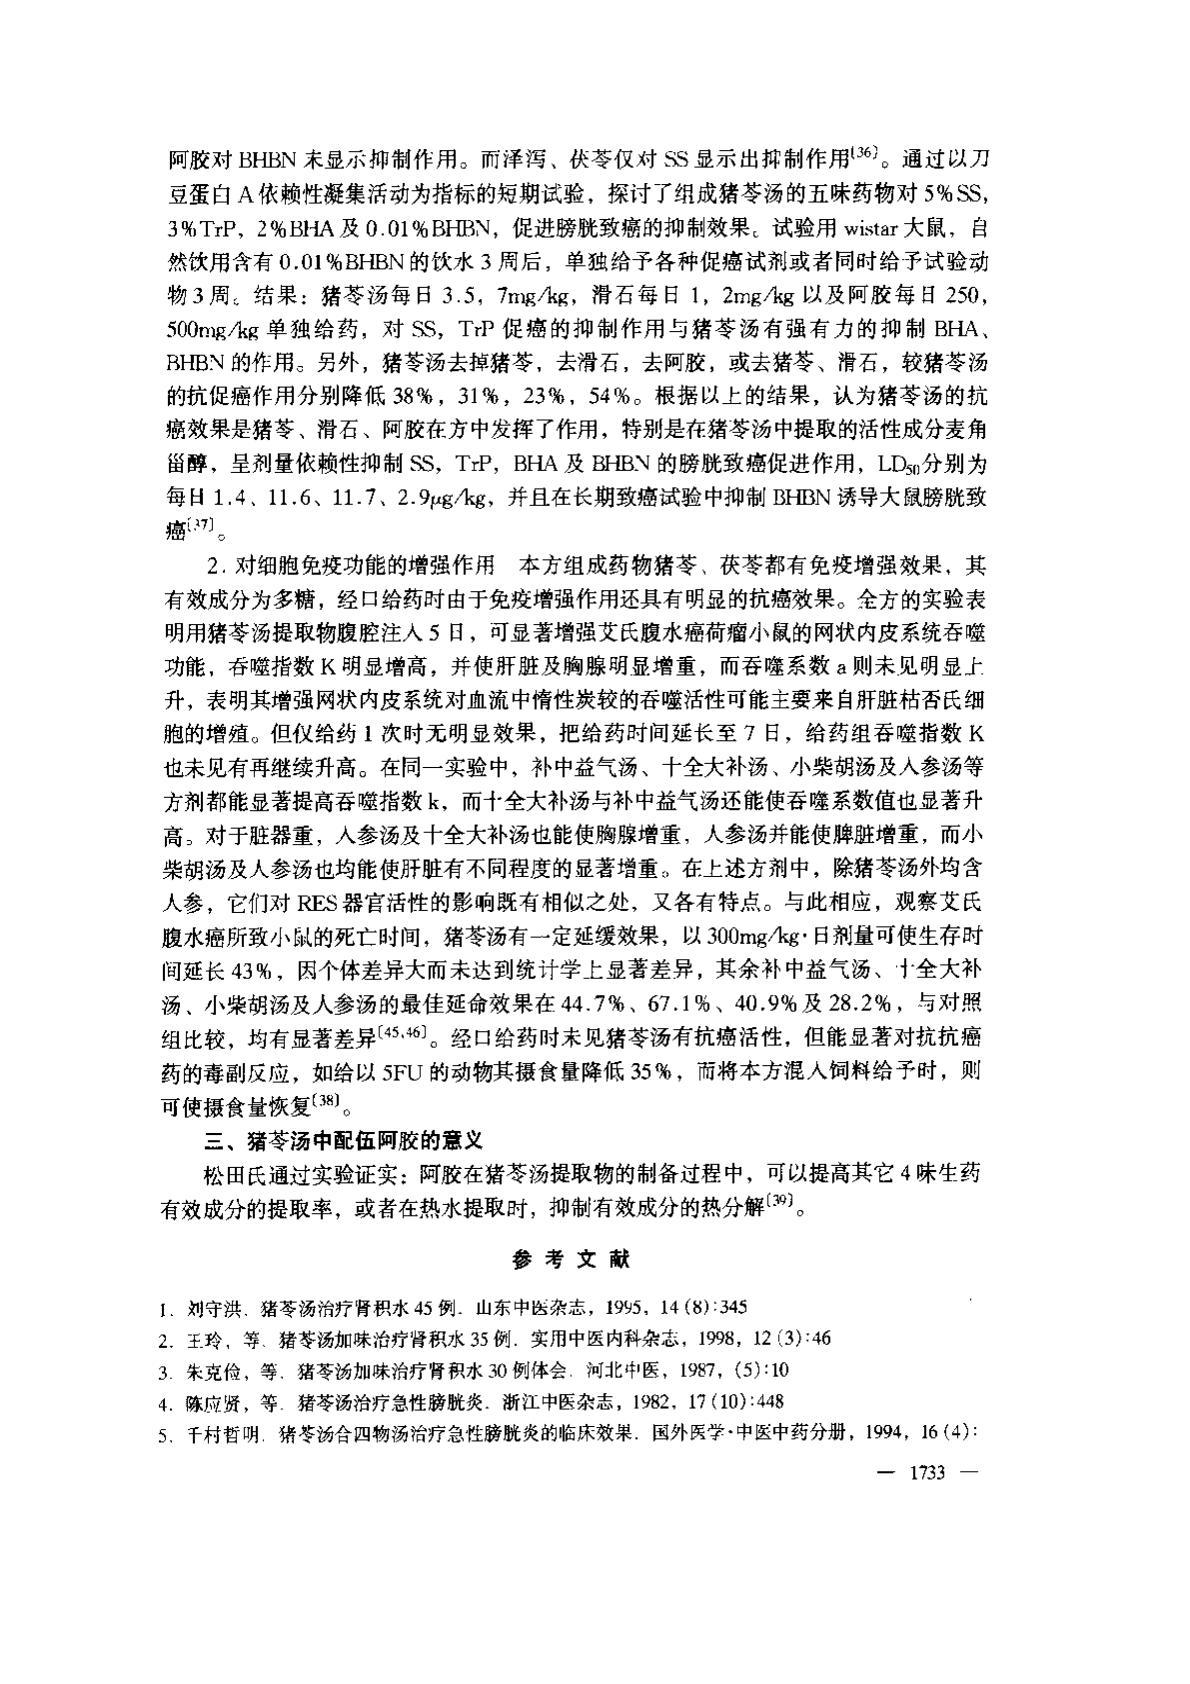 阿胶对 BHBN 未显示抑制作用。而泽泻、茯苓仅对 SS 显示出抑制作用〔36〕。通过以刀
豆蛋白 A 依赖性凝集活动为指标的短期试验，探讨了组成猪苓汤的五味药物对 5%SS,
3%TrP，2%BHA 及 0.01%BHBN，促进膀胱致癌的抑制效果。试验用 wistar 大鼠，自
然饮用含有 0.01%BHBN 的饮水 3 周后，单独给予各种促癌试剂或者同时给予试验动
物 3 周。结果：猪苓汤每日 3.5，7mg/kg，滑石每日 1，2mg/kg 以及阿胶每日 250，
500mg/kg 单独给药，对 SS，TrP 促癌的抑制作用与猪苓汤有强有力的抑制 BHA、
BHBN 的作用。另外，猪苓汤去掉猪苓，去滑石，去阿胶，或去猪苓、滑石，较猪苓汤
的抗促癌作用分别降低 38%，31%，23%，54%。根据以上的结果，认为猪苓汤的抗
癌效果是猪苓、滑石、阿胶在方中发挥了作用，特别是在猪苓汤中提取的活性成分麦角
甾醇，呈剂量依赖性抑制 SS，TrP，BHA 及 BHBN 的膀胱致癌促进作用，LD50分别为
每日 1.4、11.6、11.7、2.9μg/kg，并且在长期致癌试验中抑制 BHBN 诱导大鼠膀胱致
癌〔37〕。
2. 对细胞免疫功能的增强作用　本方组成药物猪苓、茯苓都有免疫增强效果，其
有效成分为多糖，经口给药时由于免疫增强作用还具有明显的抗癌效果。全方的实验表
明用猪苓汤提取物腹腔注入 5 日，可显著增强艾氏腹水癌荷瘤小鼠的网状内皮系统吞噬
功能，吞噬指数 K 明显增高，并使肝脏及胸腺明显增重，而吞噬系数 a 则未见明显上
升，表明其增强网状内皮系统对血流中惰性炭较的吞噬活性可能主要来自肝脏枯否氏细
胞的增殖。但仅给药 1 次时无明显效果，把给药时间延长至 7 日，给药组吞噬指数 K
也未见有再继续升高。在同一实验中，补中益气汤、十全大补汤、小柴胡汤及人参汤等
方剂都能显著提高吞噬指数 k，而十全大补汤与补中益气汤还能使吞噬系数值也显著升
高。对于脏器重，人参汤及十全大补汤也能使胸腺增重，人参汤并能使脾脏增重，而小
柴胡汤及人参汤也均能使肝脏有不同程度的显著增重。在上述方剂中，除猪苓汤外均含
人参，它们对 RES 器官活性的影响既有相似之处，又各有特点。与此相应，观察艾氏
腹水癌所致小鼠的死亡时间，猪苓汤有一定延缓效果，以 300mg/kg·日剂量可使生存时
间延长 43%，因个体差异大而未达到统计学上显著差异，其余补中益气汤、十全大补
汤、小柴胡汤及人参汤的最佳延命效果在 44.7%、67.1%、40.9% 及 28.2%，与对照
组比较，均有显著差异〔45,46〕。经口给药时未见猪苓汤有抗癌活性，但能显著对抗抗癌
药的毒副反应，如给以 5FU 的动物其摄食量降低 35%，而将本方混入饲料给予时，则
可使摄食量恢复〔38〕。
三、猪苓汤中配伍阿胶的意义
松田氏通过实验证实：阿胶在猪苓汤提取物的制备过程中，可以提高其它 4 味生药
有效成分的提取率，或者在热水提取时，抑制有效成分的热分解〔39〕。
参 考 文 献
1. 刘守洪. 猪苓汤治疗肾积水 45 例. 山东中医杂志，1995，14 (8):345
2. 王玲，等. 猪苓汤加味治疗肾积水 35 例. 实用中医内科杂志，1998，12 (3):46
3. 朱克俭，等. 猪苓汤加味治疗肾积水 30 例体会. 河北中医，1987，(5):10
4. 陈应贤，等. 猪苓汤治疗急性膀胱炎. 浙江中医杂志，1982，17 (10):448
5. 千村哲明. 猪苓汤合四物汤治疗急性膀胱炎的临床效果. 国外医学·中医中药分册，1994，16 (4):
— 1733 —